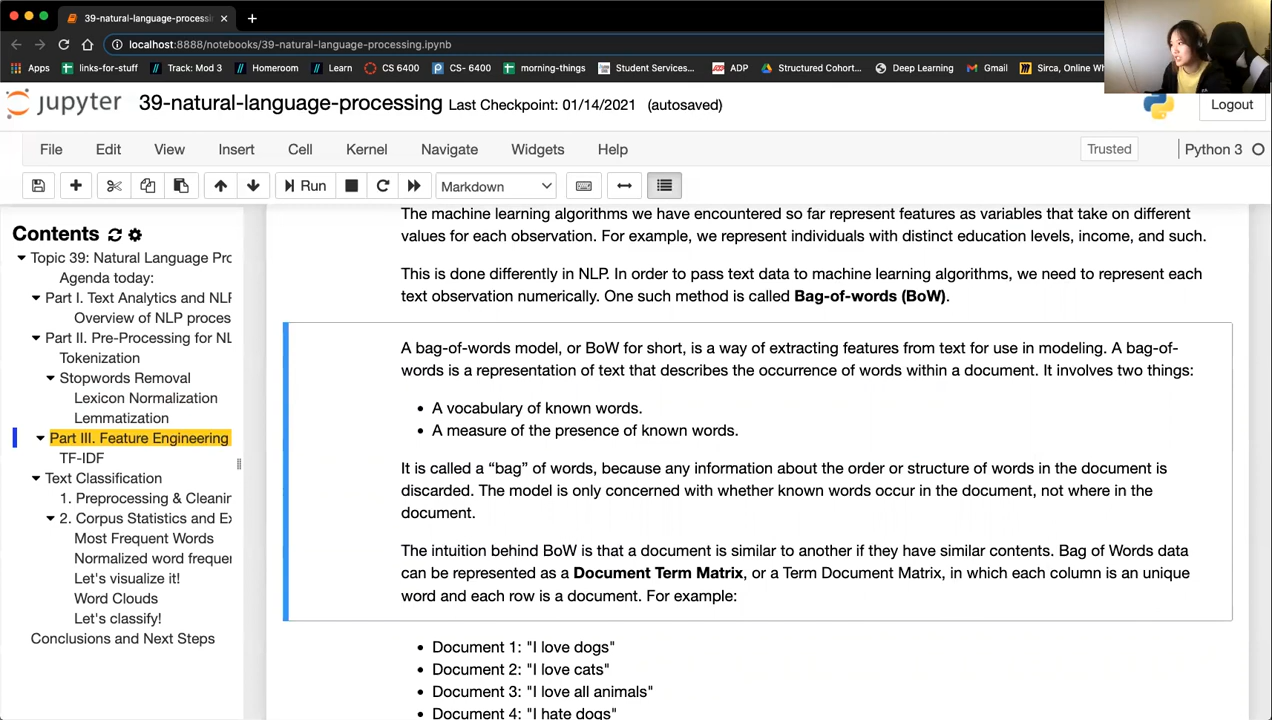 39-natural-language-processin
localhost:8888/notebooks/39-natural-language-processing.ipynb
Apps links-for-stuff Track: Mod 3 Homeroom Learn CS 6400 CS- 6400 morning-things Student Services... ADP Structured Cohort... Deep Learning Gmail Sirca, Online Wh
jupyter 39-natural-language-processing Last Checkpoint: 01/14/2021 (autosaved) Logout
File Edit View Insert Cell Kernel Navigate Widgets Help Trusted Python 3
Run Markdown
Contents
Topic 39: Natural Language Prc
Agenda today:
Part I. Text Analytics and NLF
Overview of NLP proces
Part II. Pre-Processing for NL
Tokenization
Stopwords Removal
Lexicon Normalization
Lemmatization
Part III. Feature Engineering
TF-IDF
Text Classification
1. Preprocessing & Cleanir
2. Corpus Statistics and Ex
Most Frequent Words
Normalized word frequer
Let's visualize it!
Word Clouds
Let's classify!
Conclusions and Next Steps
The machine learning algorithms we have encountered so far represent features as variables that take on different
values for each observation. For example, we represent individuals with distinct education levels, income, and such.
This is done differently in NLP. In order to pass text data to machine learning algorithms, we need to represent each
text observation numerically. One such method is called Bag-of-words (BoW).
A bag-of-words model, or BoW for short, is a way of extracting features from text for use in modeling. A bag-of-
words is a representation of text that describes the occurrence of words within a document. It involves two things:
• A vocabulary of known words.
• A measure of the presence of known words.
It is called a “bag” of words, because any information about the order or structure of words in the document is
discarded. The model is only concerned with whether known words occur in the document, not where in the
document.
The intuition behind BoW is that a document is similar to another if they have similar contents. Bag of Words data
can be represented as a Document Term Matrix, or a Term Document Matrix, in which each column is an unique
word and each row is a document. For example:
• Document 1: "I love dogs"
• Document 2: "I love cats"
• Document 3: "I love all animals"
• Document 4: "I hate dogs"